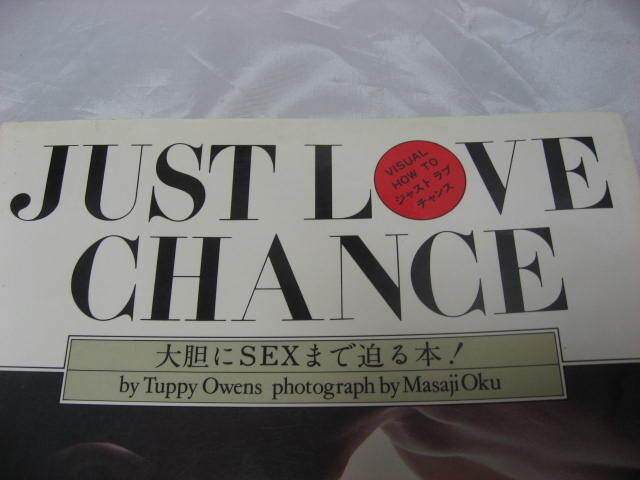 JUST LOVE
VISUAL
HOW TO
ジャスト ラブ
チャンス
CHANCE
大胆にSEXまで迫る本!
by Tuppy Owens photograph by Masaji Oku